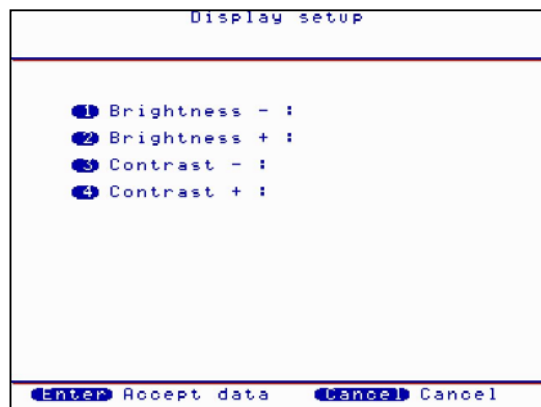 Display setup
1 Brightness - :
2 Brightness + :
3 Contrast - :
4 Contrast + :
Enter Accept data Cancel Cancel